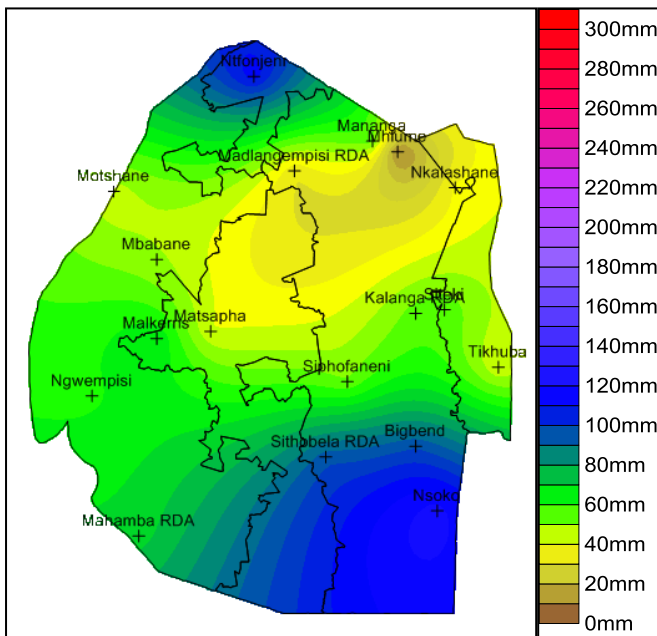 Ntfonjeni
Mananga
Mhlume
Madlangempisi RDA
Nkalashane
Motshane
Mbabane
Kalanga RDA
Siteki
Matsapha
Malkerns
Tikhuba
Siphofaneni
Ngwempisi
Bigbend
Sithobela RDA
Nsoko
Mahamba RDA
300mm
280mm
260mm
240mm
220mm
200mm
180mm
160mm
140mm
120mm
100mm
80mm
60mm
40mm
20mm
0mm